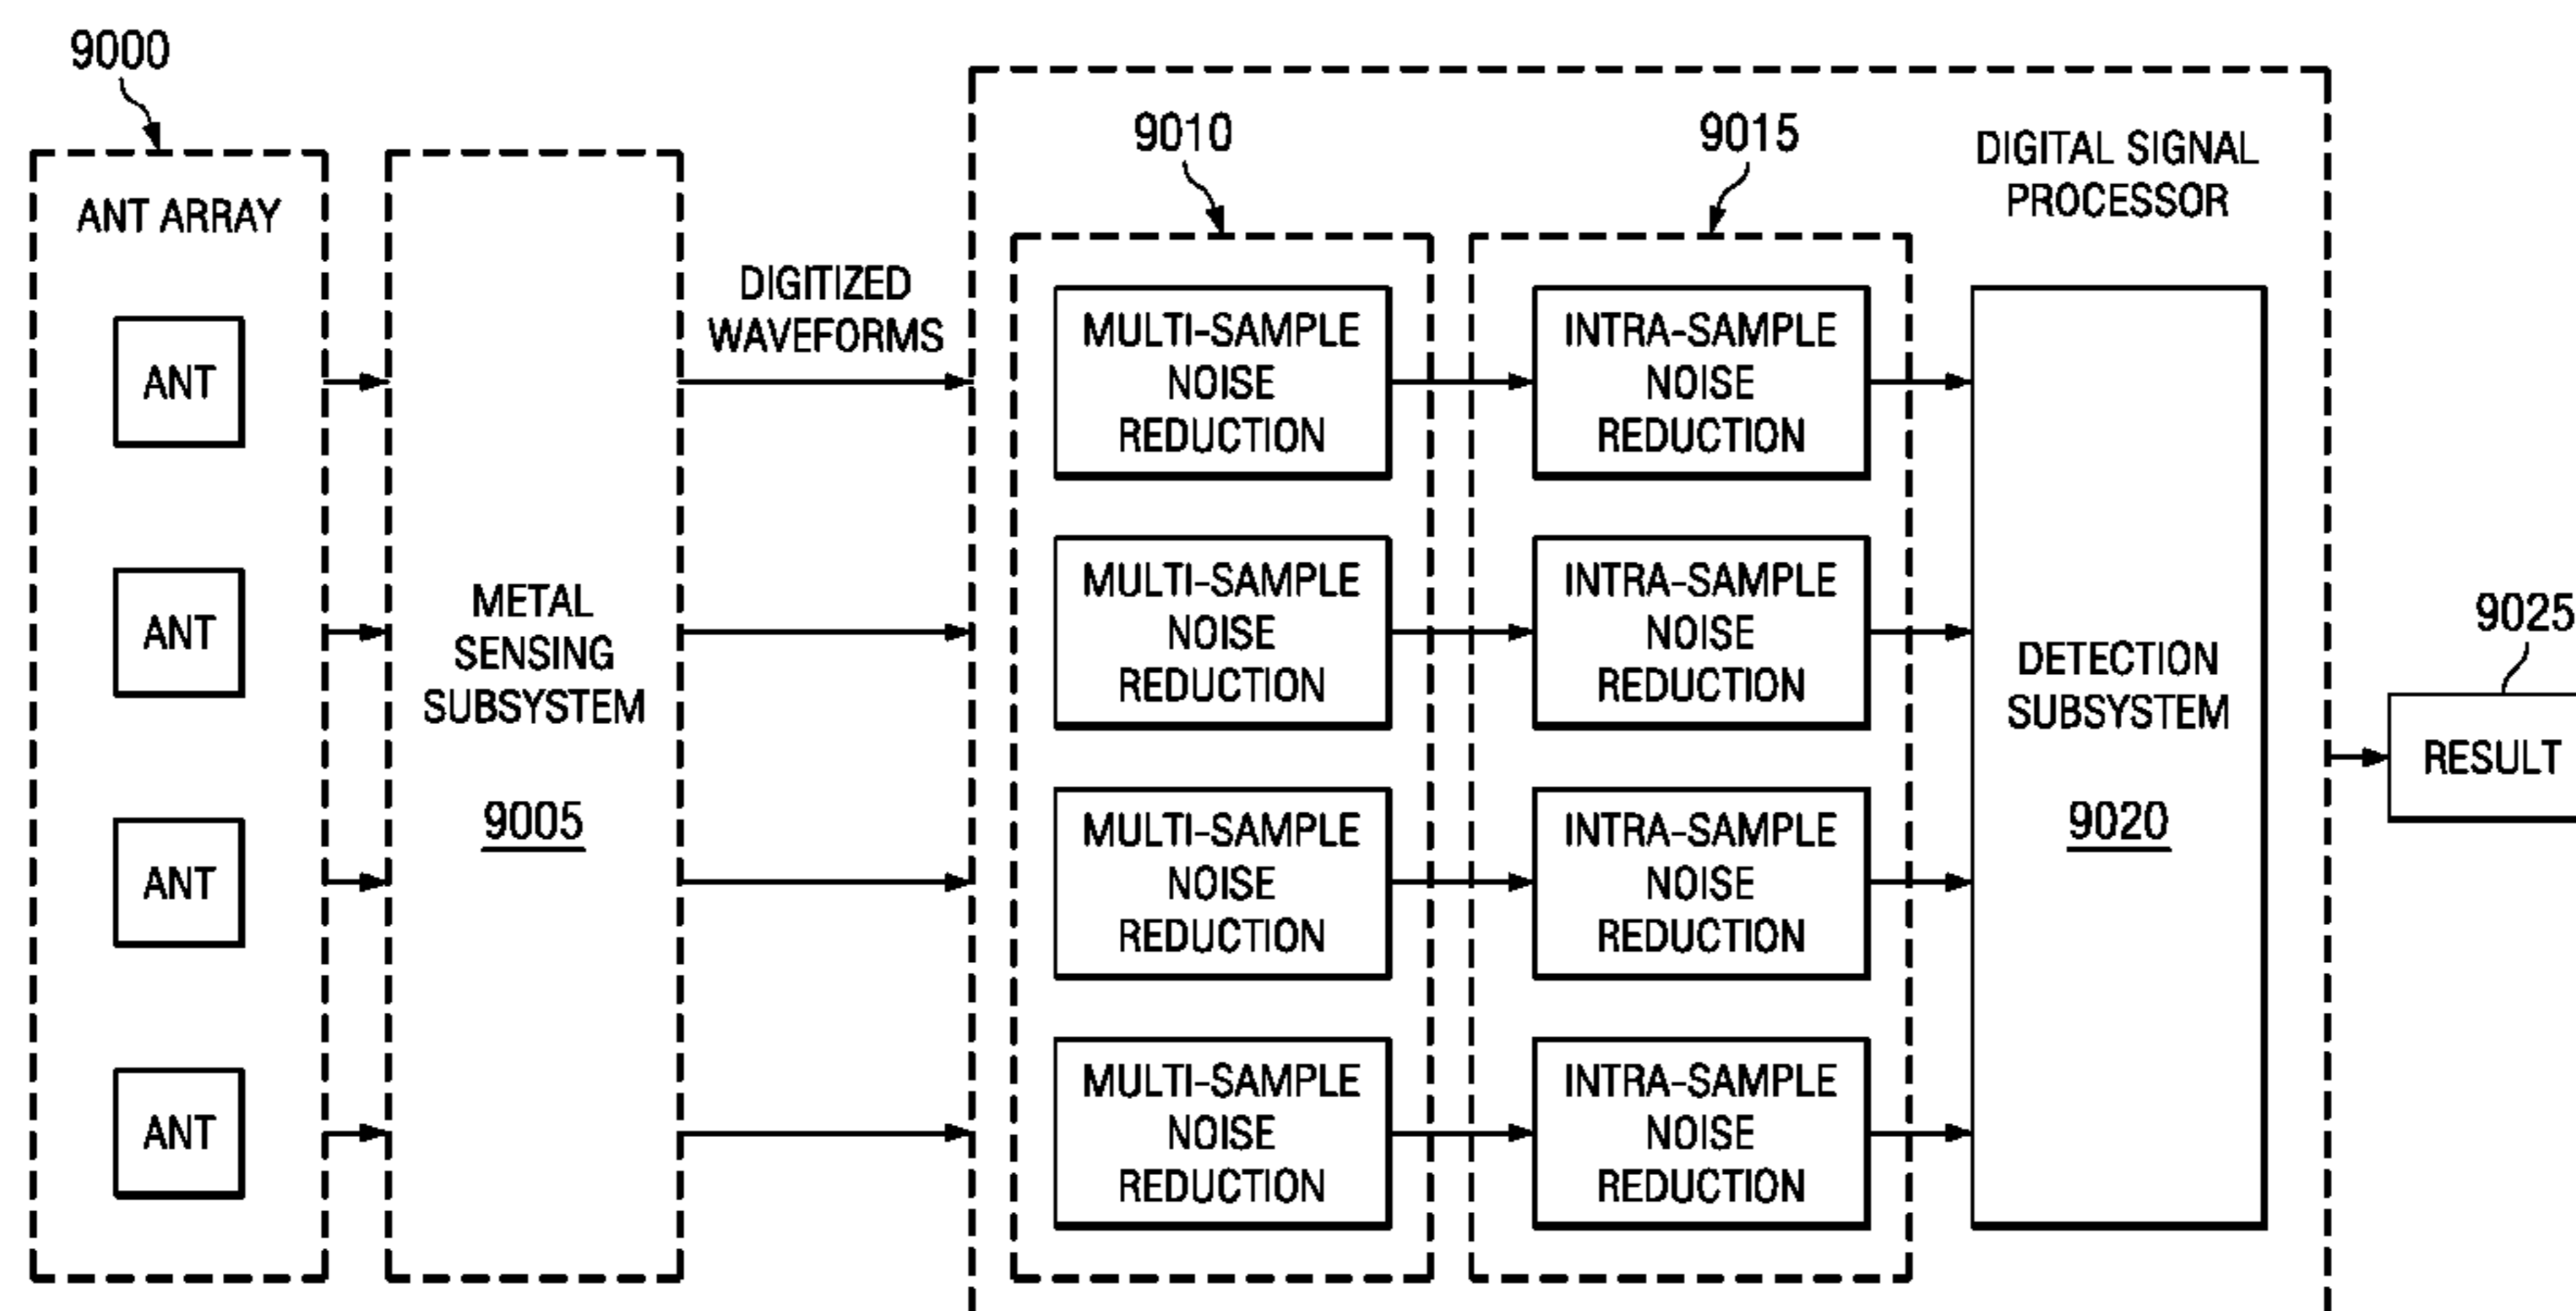 9000
ANT ARRAY
ANT
ANT
ANT
ANT
METAL
SENSING
SUBSYSTEM
9005
DIGITIZED
WAVEFORMS
9010
MULTI-SAMPLE
NOISE
REDUCTION
MULTI-SAMPLE
NOISE
REDUCTION
MULTI-SAMPLE
NOISE
REDUCTION
MULTI-SAMPLE
NOISE
REDUCTION
9015
INTRA-SAMPLE
NOISE
REDUCTION
INTRA-SAMPLE
NOISE
REDUCTION
INTRA-SAMPLE
NOISE
REDUCTION
INTRA-SAMPLE
NOISE
REDUCTION
DIGITAL SIGNAL
PROCESSOR
DETECTION
SUBSYSTEM
9020
9025
RESULT